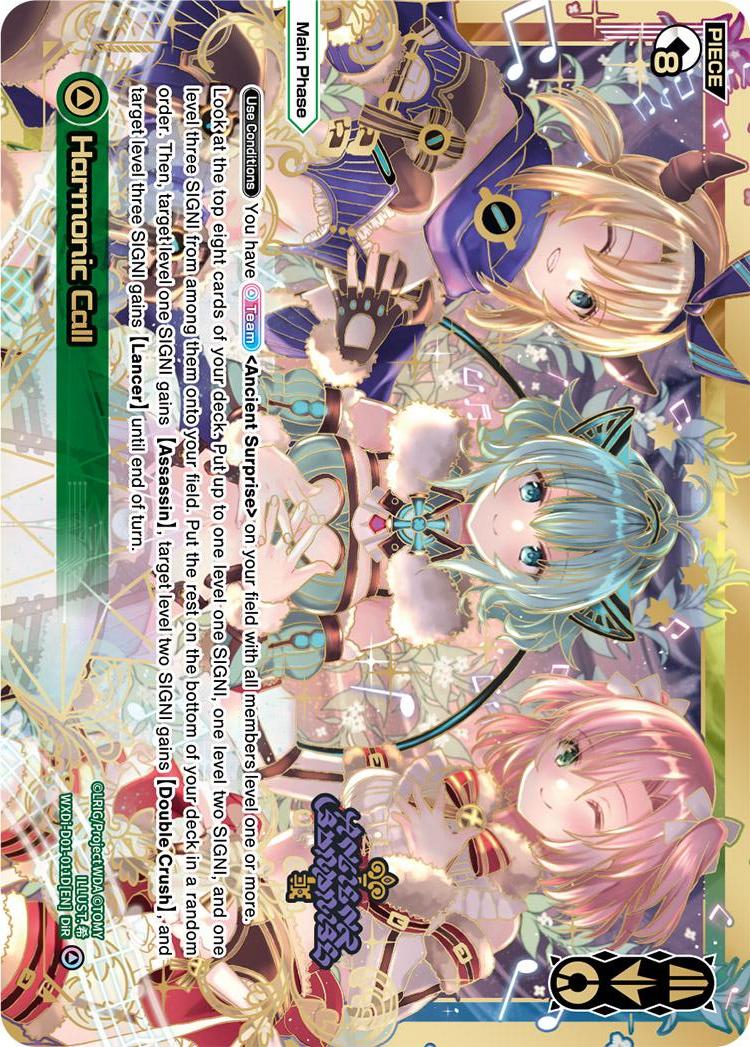 PIECE
8
Main Phase
Use Conditions You have Team <Ancient Surprise> on your field with all members level one or more.
Look at the top eight cards of your deck. Put up to one level one SIGNI, one level two SIGNI, and one
level three SIGNI from among them onto your field. Put the rest on the bottom of your deck in a random
order. Then, target level one SIGNI gains [Assassin], target level two SIGNI gains [Double Crush], and
target level three SIGNI gains [Lancer] until end of turn.
Harmonic Call
©LRIG/Project WDA ©TOMY
ILLUST.希
WXDi-D01-011D[EN] DiR